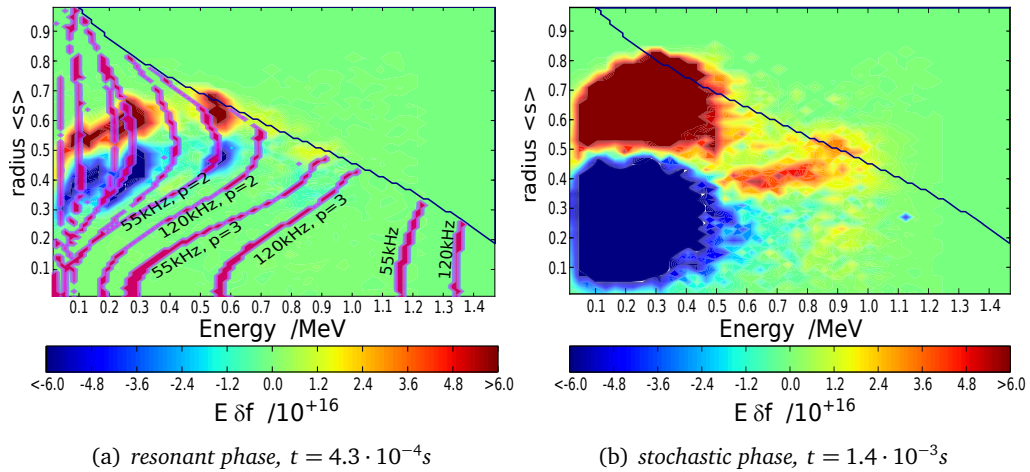 0.9
0.8
0.7
0.6
0.5
0.4
0.3
0.2
0.1
radius <s>
55kHz, p=2
120kHz, p=2
55kHz, p=3
120kHz, p=3
55kHz
120kHz
0.1 0.2 0.3 0.4 0.5 0.6 0.7 0.8 0.9 1.0 1.1 1.2 1.3 1.4
Energy /MeV
<-6.0 -4.8 -3.6 -2.4 -1.2 0.0 1.2 2.4 3.6 4.8 >6.0
E δf /10⁺¹⁶
(a) resonant phase, t = 4.3 · 10⁻⁴s
0.9
0.8
0.7
0.6
0.5
0.4
0.3
0.2
0.1
radius <s>
0.1 0.2 0.3 0.4 0.5 0.6 0.7 0.8 0.9 1.0 1.1 1.2 1.3 1.4
Energy /MeV
<-6.0 -4.8 -3.6 -2.4 -1.2 0.0 1.2 2.4 3.6 4.8 >6.0
E δf /10⁺¹⁶
(b) stochastic phase, t = 1.4 · 10⁻³s